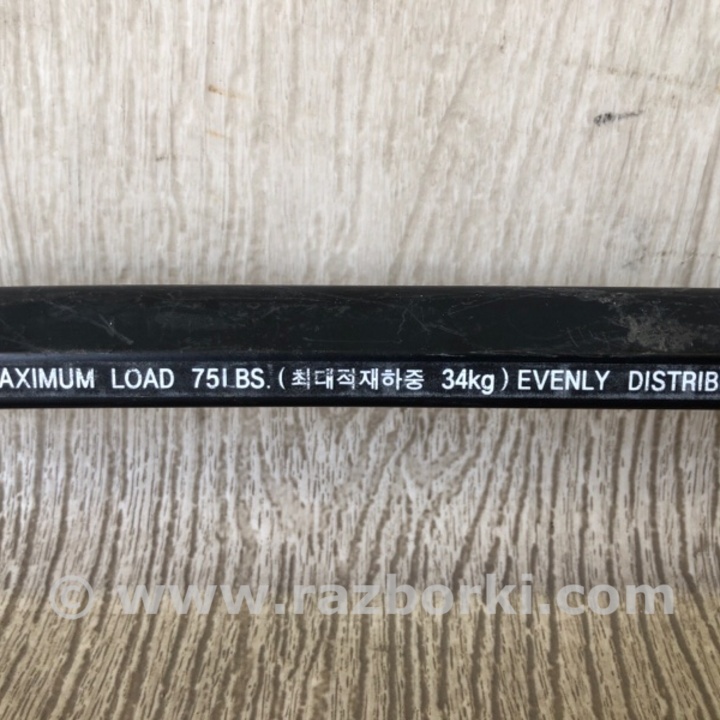 AXIMUM LOAD 75LBS.(최대적재하중 34kg) EVENLY DISTRIB
© www.razborki.com